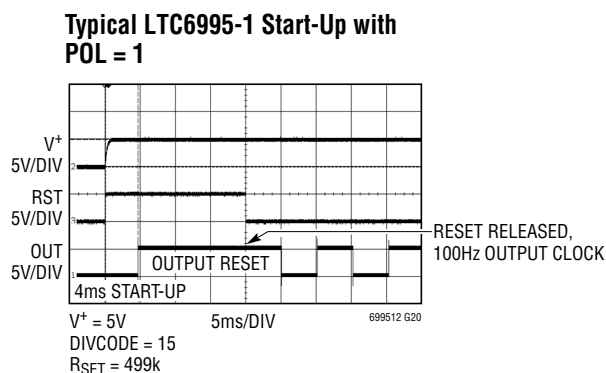 Typical LTC6995-1 Start-Up with
POL = 1
V+
5V/DIV
RST
5V/DIV
OUT
5V/DIV
2
3
1
OUTPUT RESET
4ms START-UP
RESET RELEASED,
100Hz OUTPUT CLOCK
V+ = 5V
5ms/DIV
699512 G20
DIVCODE = 15
RSET = 499k